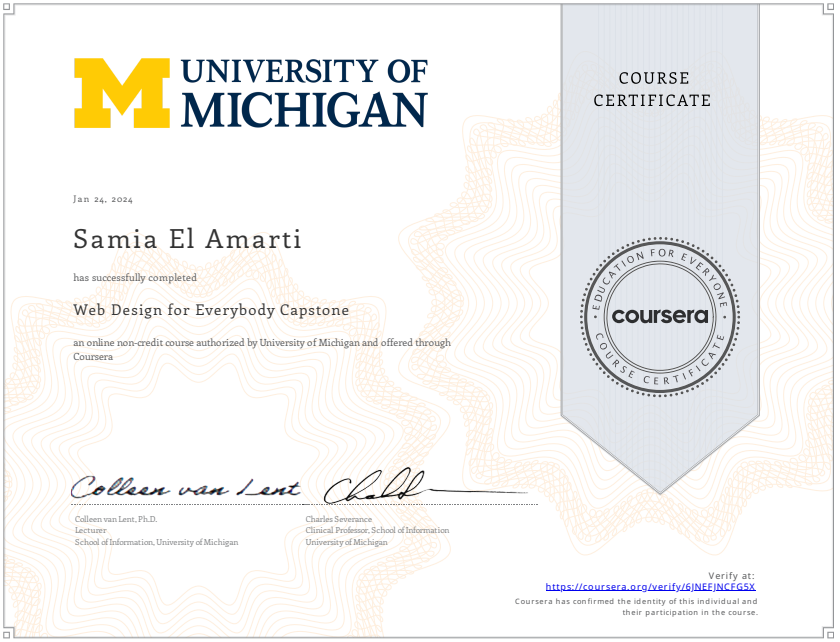 UNIVERSITY OF
MICHIGAN
COURSE
CERTIFICATE
Jan 24, 2024
Samia El Amarti
has successfully completed
Web Design for Everybody Capstone
an online non-credit course authorized by University of Michigan and offered through
Coursera
EDUCATION FOR EVERYONE
coursera
COURSE CERTIFICATE
Colleen van Lent
Colleen van Lent, Ph.D.
Lecturer
School of Information, University of Michigan
Charles Severance
Clinical Professor, School of Information
University of Michigan
Verify at:
https://coursera.org/verify/6JNEFJNCFG5X
Coursera has confirmed the identity of this individual and
their participation in the course.